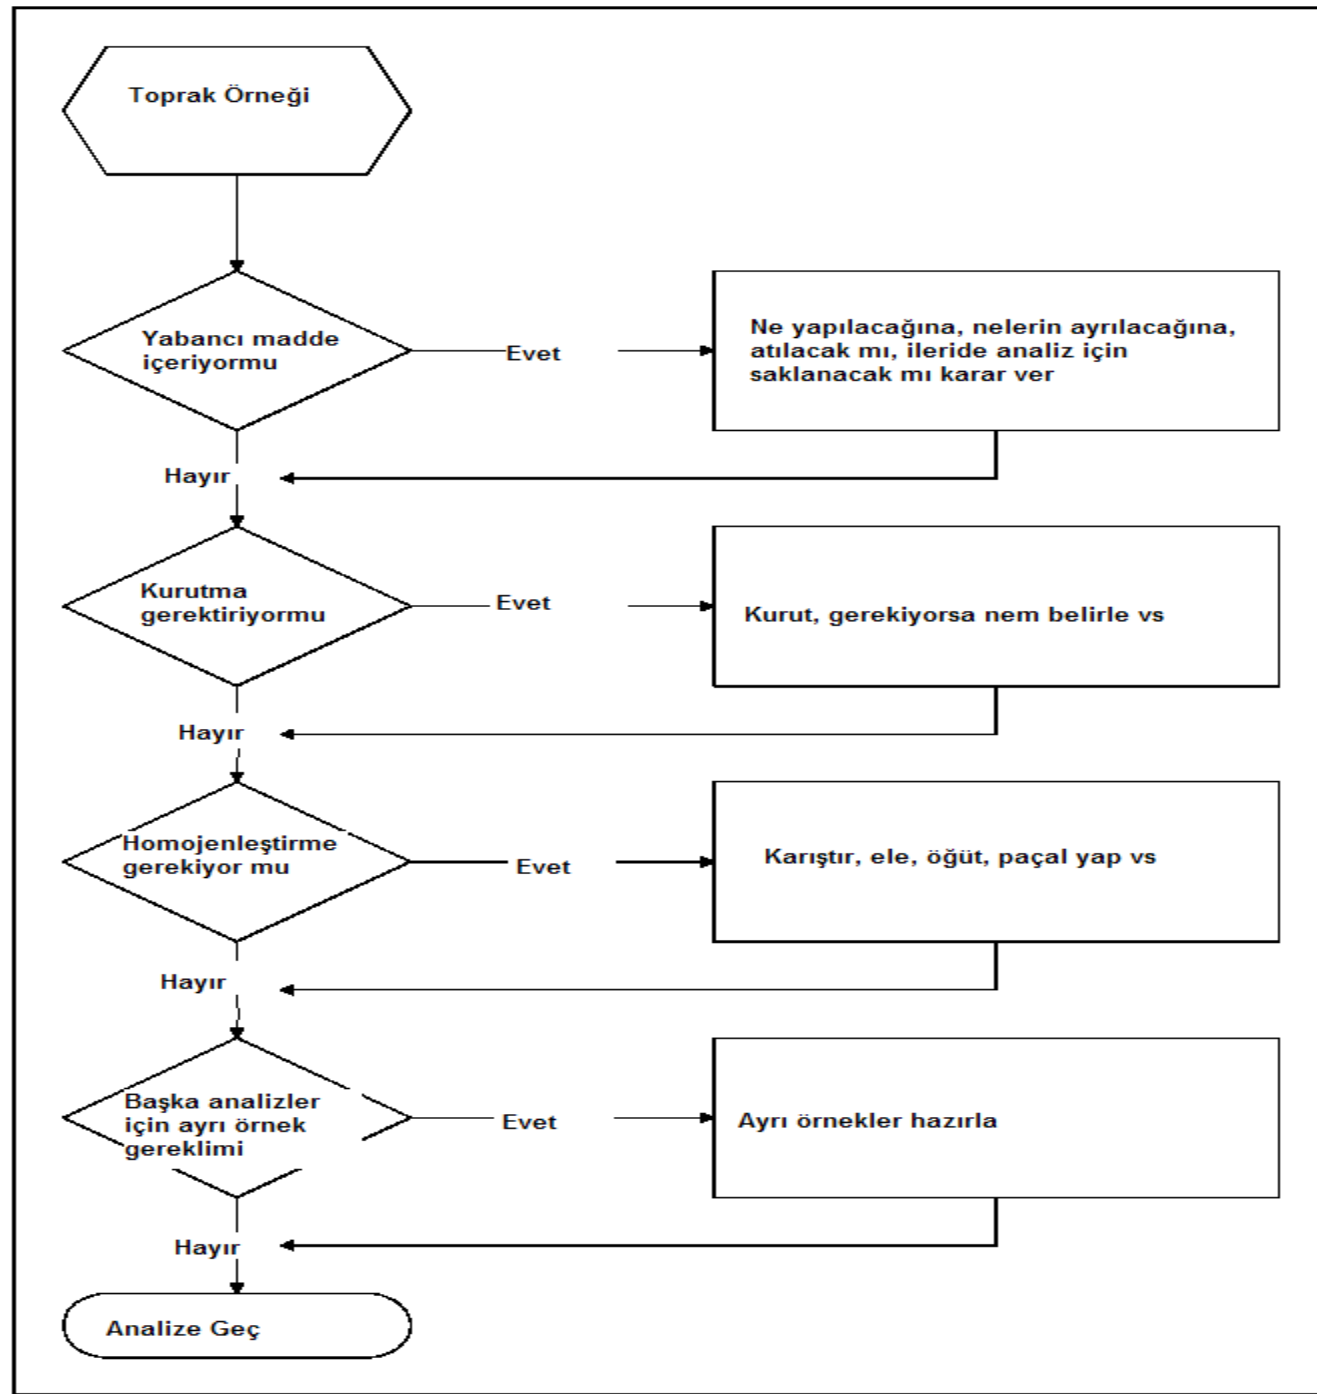 Toprak Örneği
Yabancı madde
içeriyormu
Evet
Ne yapılacağına, nelerin ayrılacağına,
atılacak mı, ileride analiz için
saklanacak mı karar ver
Hayır
Kurutma
gerektiriyormu
Evet
Kurut, gerekiyorsa nem belirle vs
Hayır
Homojenleştirme
gerekiyor mu
Evet
Karıştır, ele, öğüt, paçal yap vs
Hayır
Başka analizler
için ayrı örnek
gereklimi
Evet
Ayrı örnekler hazırla
Hayır
Analize Geç